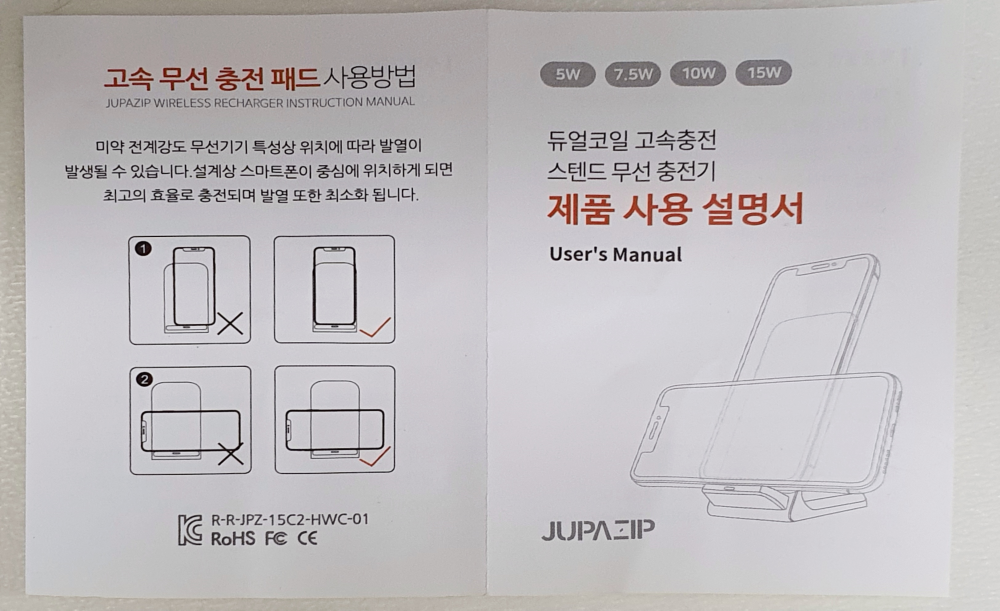 고속 무선 충전 패드 사용방법
JUPAZIP WIRELESS RECHARGER INSTRUCTION MANUAL
미약 전계강도 무선기기 특성상 위치에 따라 발열이
발생될 수 있습니다.설계상 스마트폰이 중심에 위치하게 되면
최고의 효율로 충전되며 발열 또한 최소화 됩니다.
1
2
R-R-JPZ-15C2-HWC-01
RoHS FC CE
5W 7.5W 10W 15W
듀얼코일 고속충전
스텐드 무선 충전기
제품 사용 설명서
User's Manual
JUPAZIP